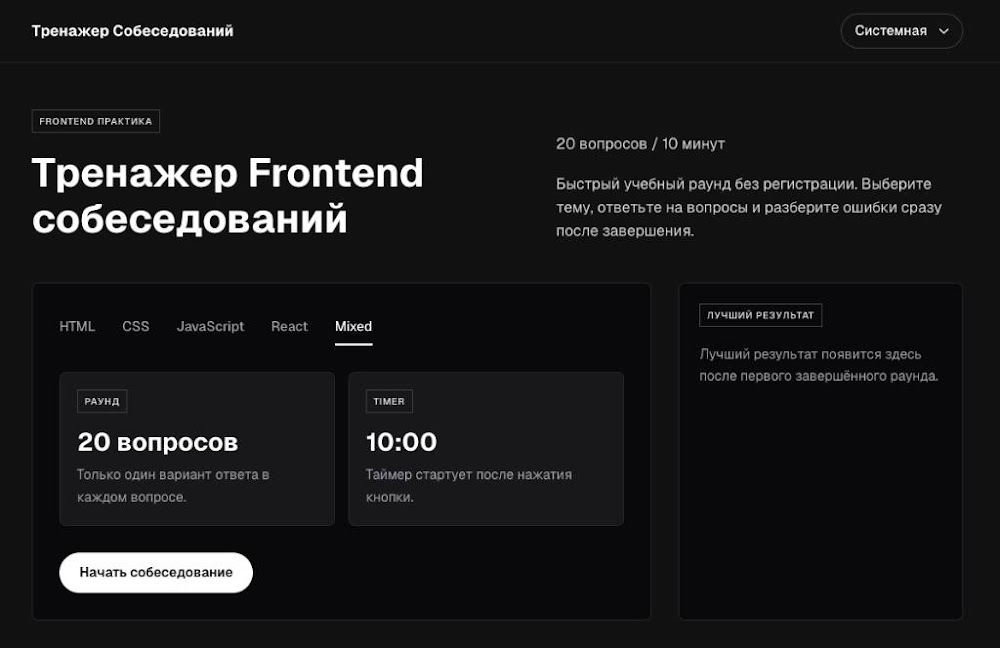 Тренажер Собеседований
Системная
FRONTEND ПРАКТИКА
Тренажер Frontend
собеседований
20 вопросов / 10 минут
Быстрый учебный раунд без регистрации. Выберите
тему, ответьте на вопросы и разберите ошибки сразу
после завершения.
HTML CSS JavaScript React Mixed
РАУНД
20 вопросов
Только один вариант ответа в
каждом вопросе.
TIMER
10:00
Таймер стартует после нажатия
кнопки.
Начать собеседование
ЛУЧШИЙ РЕЗУЛЬТАТ
Лучший результат появится здесь
после первого завершённого раунда.